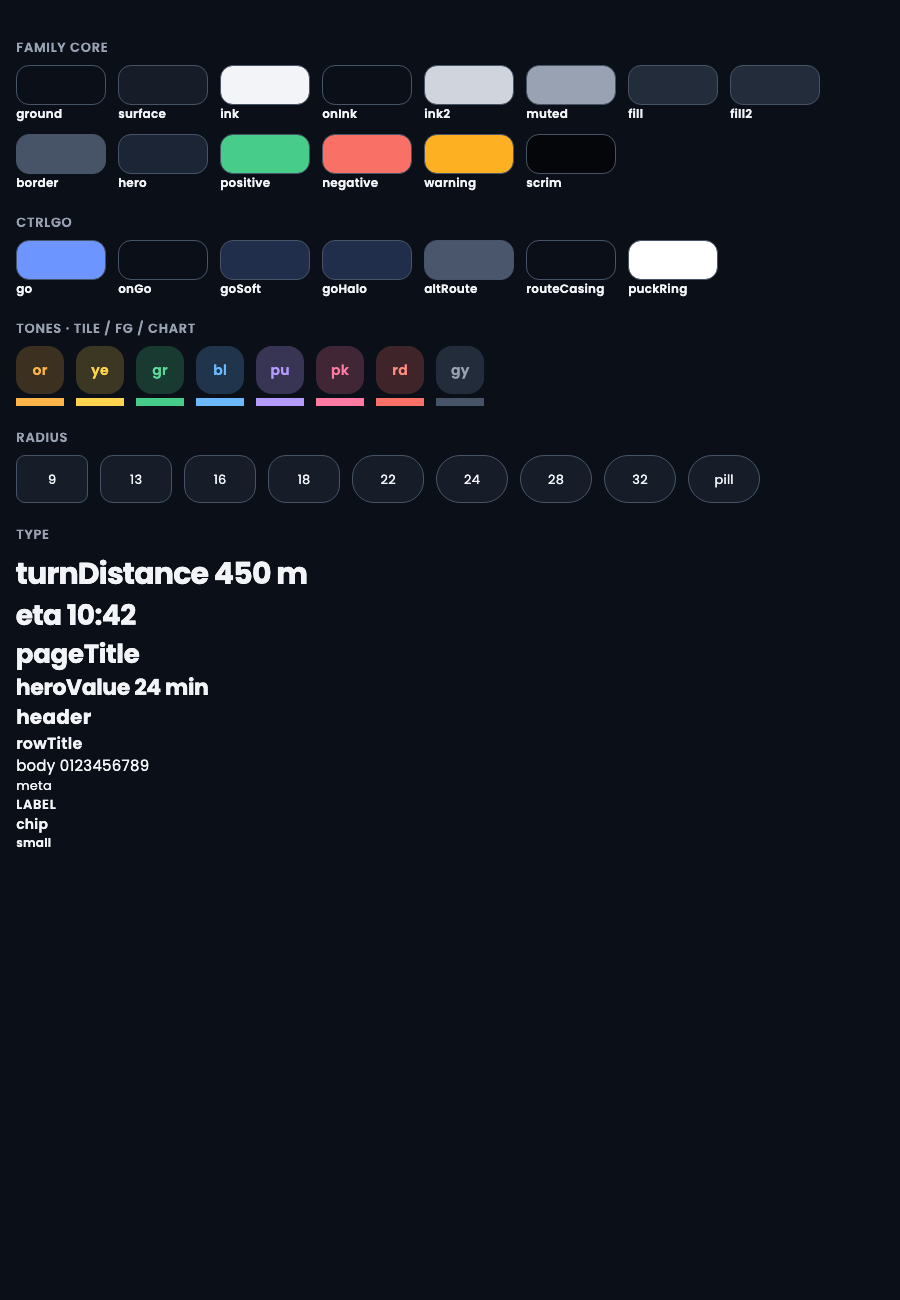 FAMILY CORE
ground surface ink onInk ink2 muted fill fill2
border hero positive negative warning scrim
CTRLGO
go onGo goSoft goHalo altRoute routeCasing puckRing
TONES · TILE / FG / CHART
or ye gr bl pu pk rd gy
RADIUS
9 13 16 18 22 24 28 32 pill
TYPE
turnDistance 450 m
eta 10:42
pageTitle
heroValue 24 min
header
rowTitle
body 0123456789
meta
LABEL
chip
small